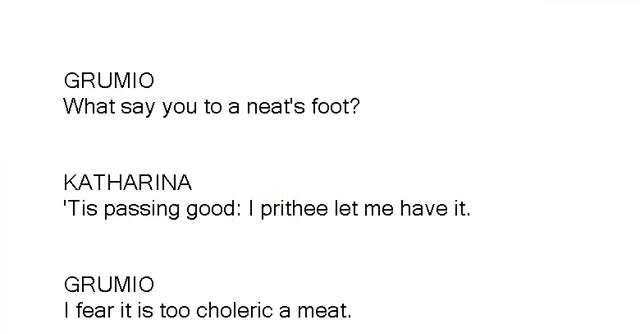 GRUMIO
What say you to a neat's foot?
KATHARINA
'Tis passing good: I prithee let me have it.
GRUMIO
I fear it is too choleric a meat.